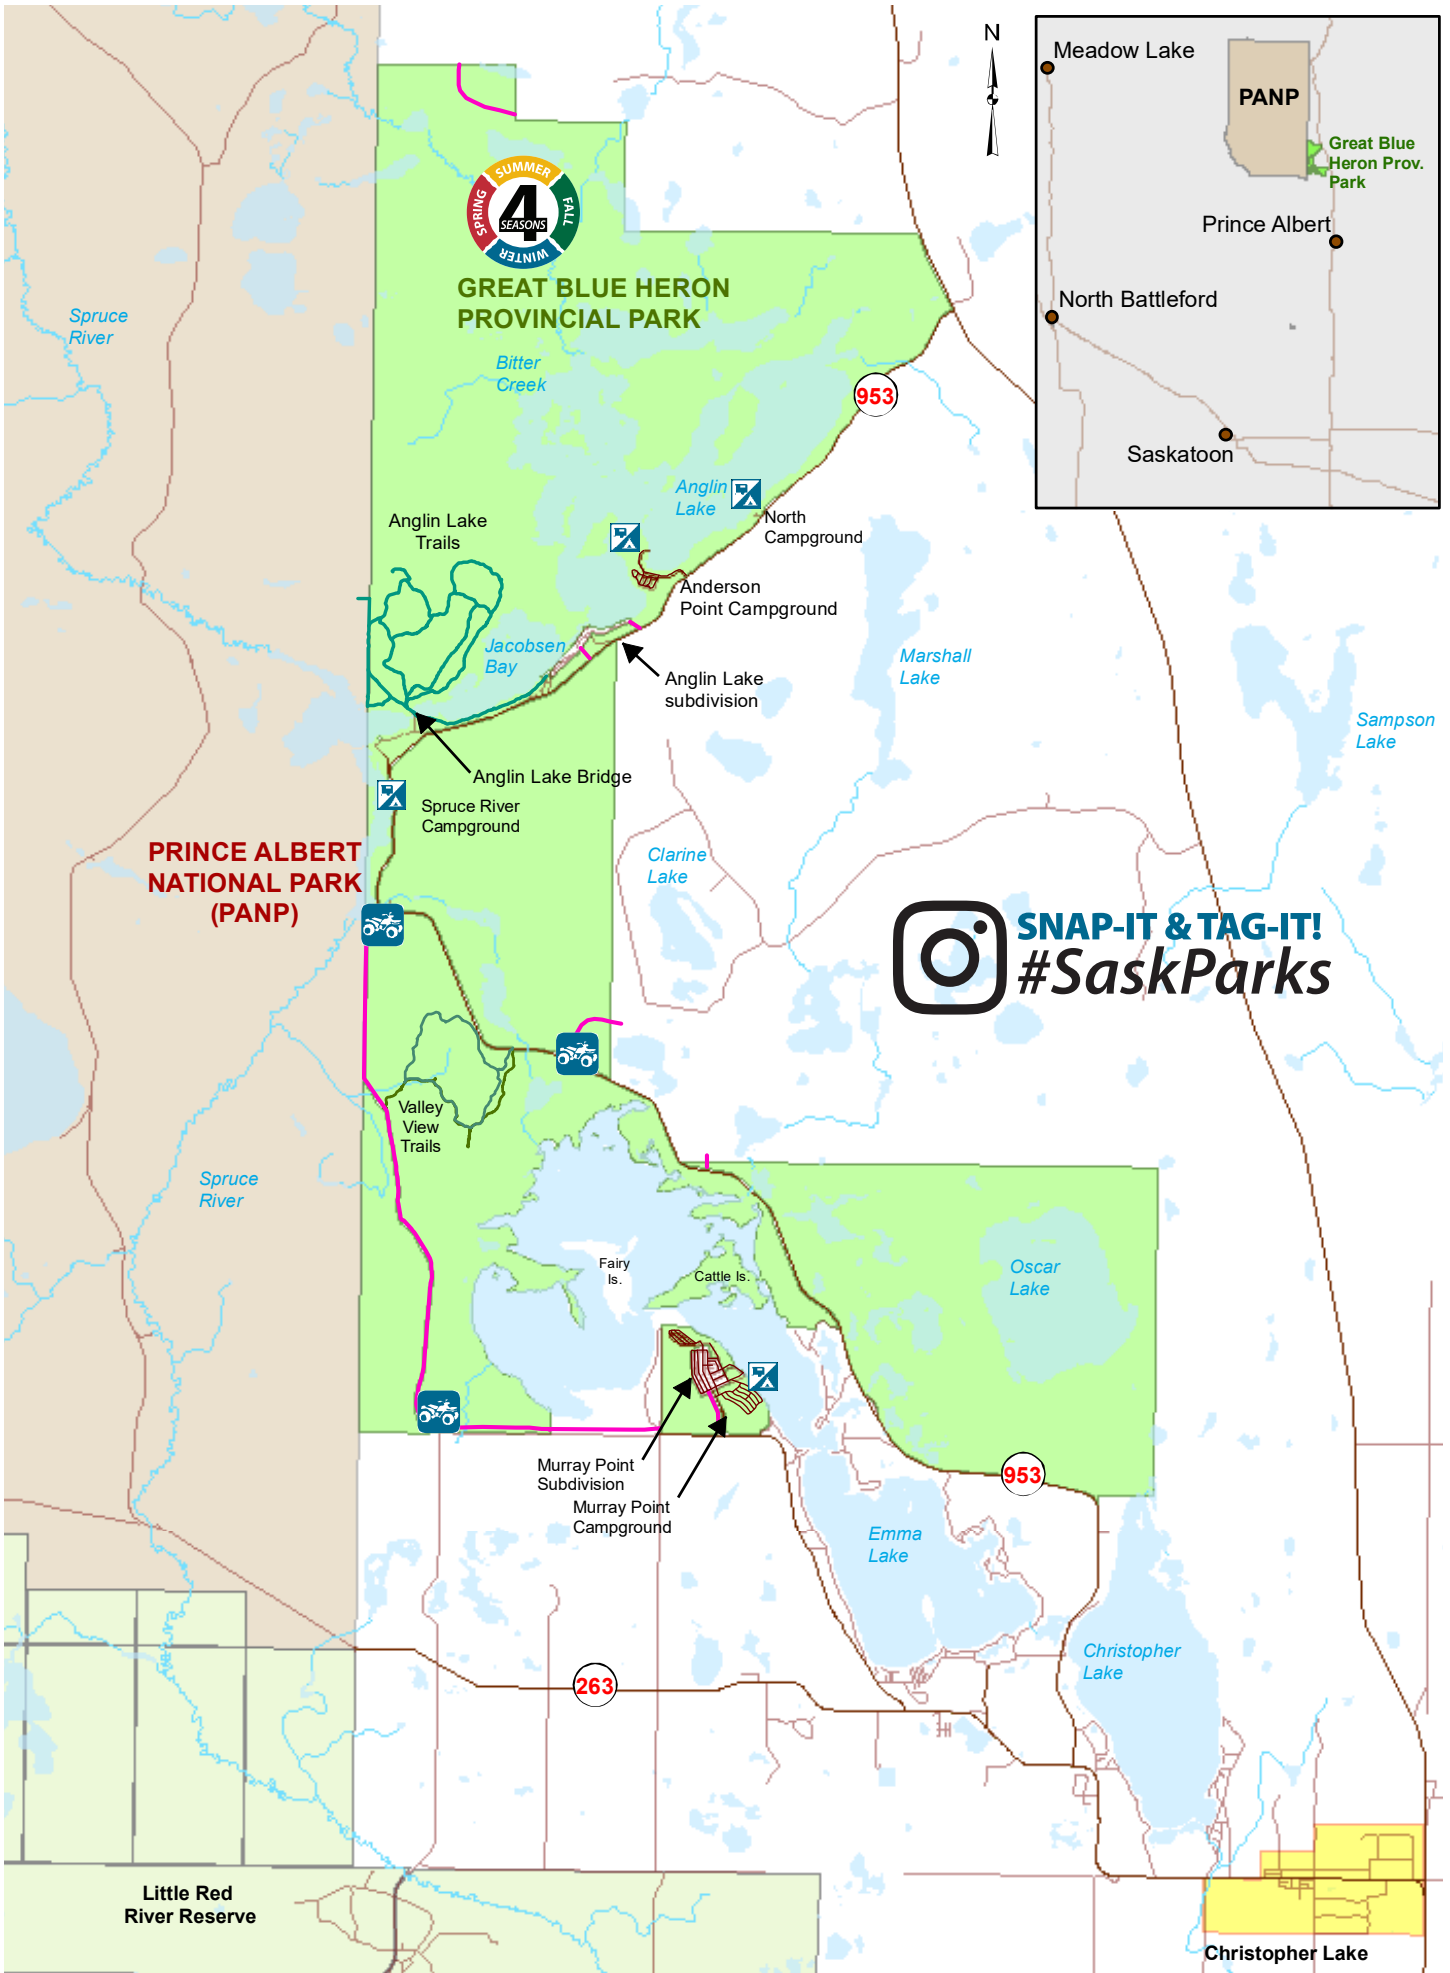 N
Meadow Lake
PANP
Great Blue
Heron Prov.
Park
Prince Albert
North Battleford
Saskatoon
SUMMER
SPRING
4
SEASONS
FALL
WINTER
GREAT BLUE HERON
PROVINCIAL PARK
Spruce
River
Bitter
Creek
953
Anglin
Lake
North
Campground
Anglin Lake
Trails
Anderson
Point Campground
Jacobsen
Bay
Marshall
Lake
Anglin Lake
subdivision
Sampson
Lake
Anglin Lake Bridge
Spruce River
Campground
PRINCE ALBERT
NATIONAL PARK
(PANP)
Clarine
Lake
SNAP-IT & TAG-IT!
#SaskParks
Valley
View
Trails
Spruce
River
Fairy
Is.
Cattle Is.
Oscar
Lake
Murray Point
Subdivision
Murray Point
Campground
953
Emma
Lake
Christopher
Lake
263
Little Red
River Reserve
Christopher Lake